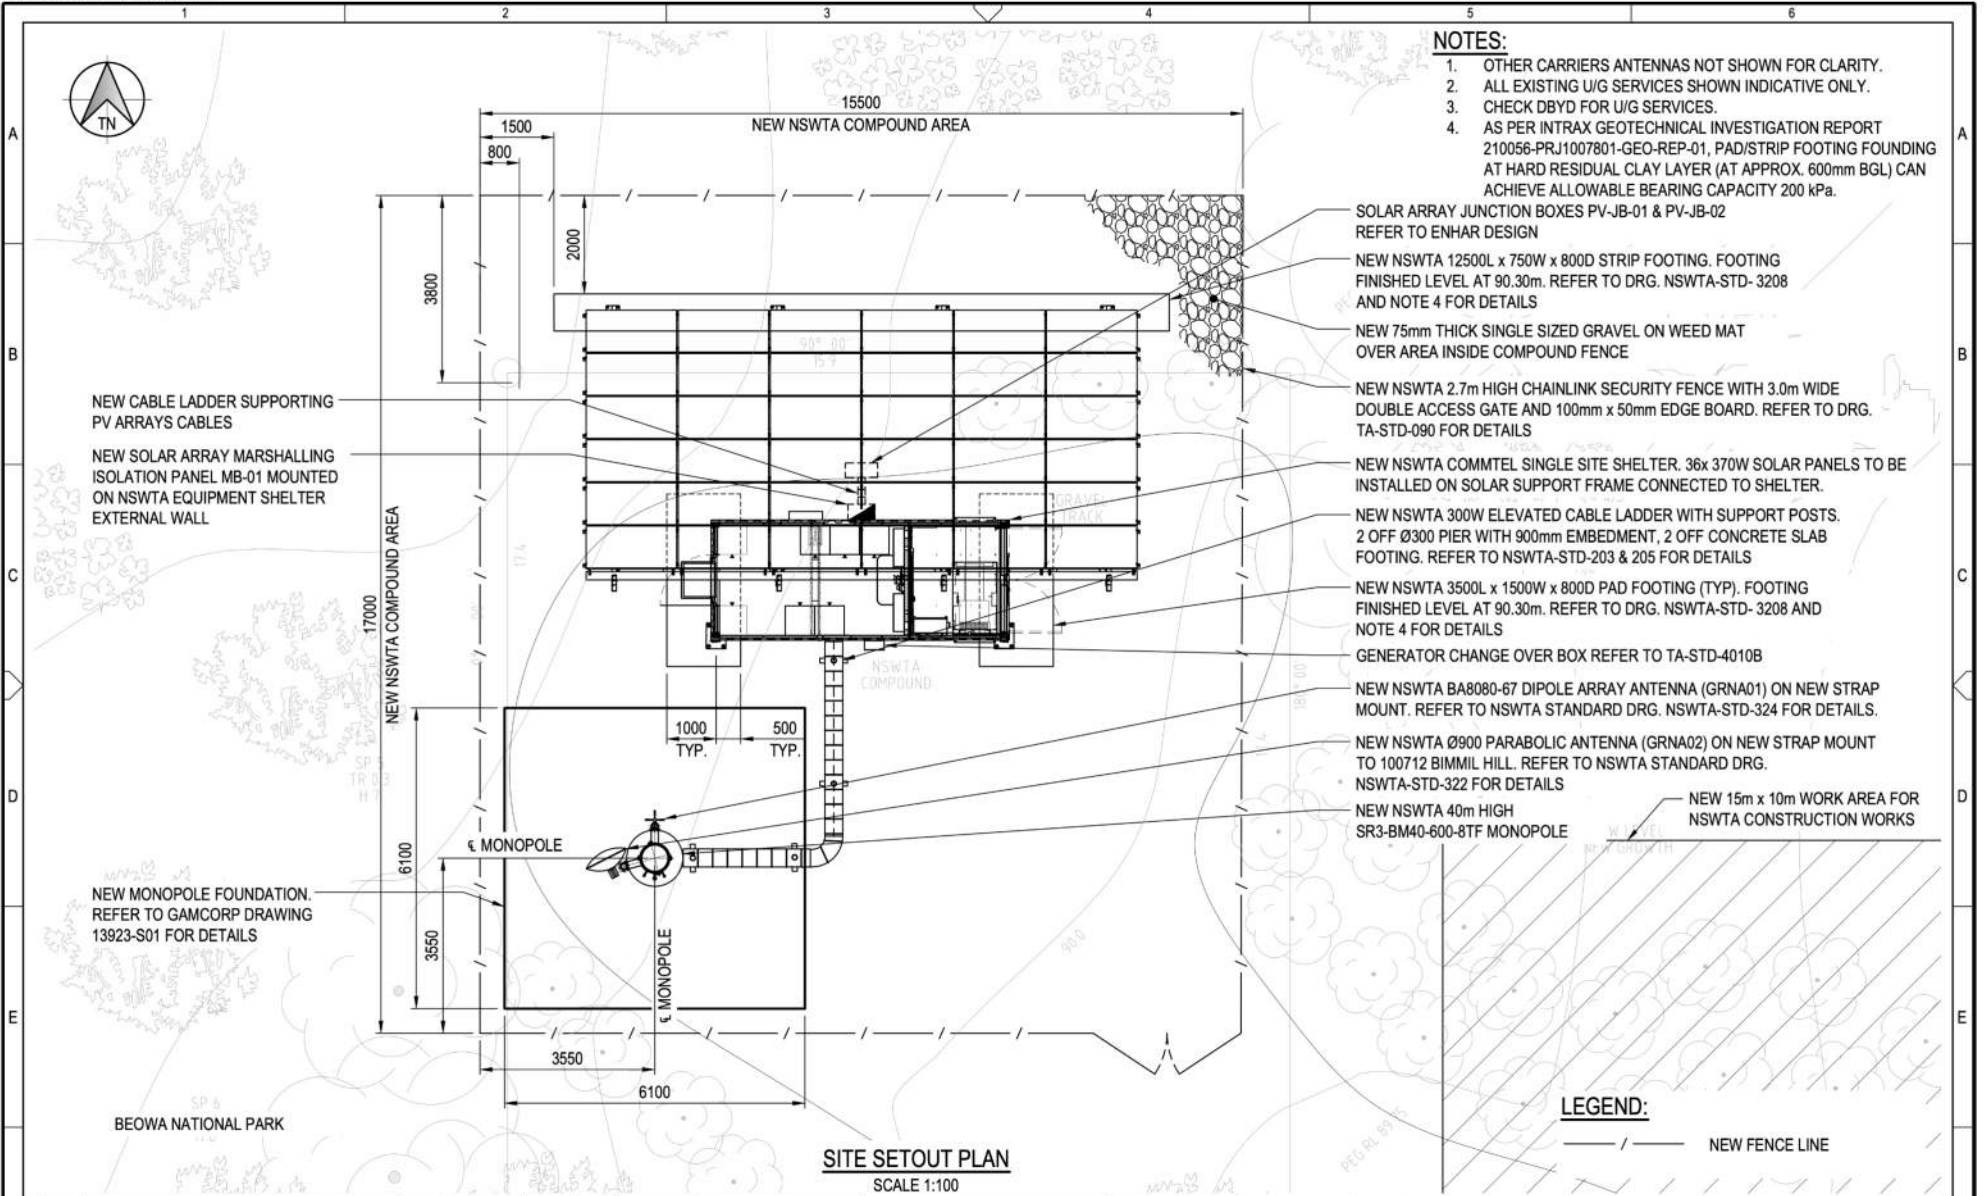 1 2 3 4 5 6
A A
B B
C C
D D
E E
TN
NOTES:
1. OTHER CARRIERS ANTENNAS NOT SHOWN FOR CLARITY.
2. ALL EXISTING U/G SERVICES SHOWN INDICATIVE ONLY.
3. CHECK DBYD FOR U/G SERVICES.
4. AS PER INTRAX GEOTECHNICAL INVESTIGATION REPORT
210056-PRJ1007801-GEO-REP-01, PAD/STRIP FOOTING FOUNDING
AT HARD RESIDUAL CLAY LAYER (AT APPROX. 600mm BGL) CAN
ACHIEVE ALLOWABLE BEARING CAPACITY 200 kPa.
SOLAR ARRAY JUNCTION BOXES PV-JB-01 & PV-JB-02
REFER TO ENHAR DESIGN
NEW NSWTA 12500L x 750W x 800D STRIP FOOTING. FOOTING
FINISHED LEVEL AT 90.30m. REFER TO DRG. NSWTA-STD- 3208
AND NOTE 4 FOR DETAILS
NEW 75mm THICK SINGLE SIZED GRAVEL ON WEED MAT
OVER AREA INSIDE COMPOUND FENCE
NEW NSWTA 2.7m HIGH CHAINLINK SECURITY FENCE WITH 3.0m WIDE
DOUBLE ACCESS GATE AND 100mm x 50mm EDGE BOARD. REFER TO DRG.
TA-STD-090 FOR DETAILS
NEW NSWTA COMMTEL SINGLE SITE SHELTER. 36x 370W SOLAR PANELS TO BE
INSTALLED ON SOLAR SUPPORT FRAME CONNECTED TO SHELTER.
NEW NSWTA 300W ELEVATED CABLE LADDER WITH SUPPORT POSTS.
2 OFF Ø300 PIER WITH 900mm EMBEDMENT, 2 OFF CONCRETE SLAB
FOOTING. REFER TO NSWTA-STD-203 & 205 FOR DETAILS
NEW NSWTA 3500L x 1500W x 800D PAD FOOTING (TYP). FOOTING
FINISHED LEVEL AT 90.30m. REFER TO DRG. NSWTA-STD- 3208 AND
NOTE 4 FOR DETAILS
GENERATOR CHANGE OVER BOX REFER TO TA-STD-4010B
NEW NSWTA BA8080-67 DIPOLE ARRAY ANTENNA (GRNA01) ON NEW STRAP
MOUNT. REFER TO NSWTA STANDARD DRG. NSWTA-STD-324 FOR DETAILS.
NEW NSWTA Ø900 PARABOLIC ANTENNA (GRNA02) ON NEW STRAP MOUNT
TO 100712 BIMMIL HILL. REFER TO NSWTA STANDARD DRG.
NSWTA-STD-322 FOR DETAILS
NEW NSWTA 40m HIGH
SR3-BM40-600-8TF MONOPOLE
NEW 15m x 10m WORK AREA FOR
NSWTA CONSTRUCTION WORKS
15500
NEW NSWTA COMPOUND AREA
1500
800
2000
3800
17000
NEW NSWTA COMPOUND AREA
NEW CABLE LADDER SUPPORTING
PV ARRAYS CABLES
NEW SOLAR ARRAY MARSHALLING
ISOLATION PANEL MB-01 MOUNTED
ON NSWTA EQUIPMENT SHELTER
EXTERNAL WALL
GRAVEL
TRACK
NSWTA
COMPOUND
90° 00
15.9
17.4
180° 00
1000
TYP.
500
TYP.
6100
3550
℄ MONOPOLE
℄ MONOPOLE
NEW MONOPOLE FOUNDATION.
REFER TO GAMCORP DRAWING
13923-S01 FOR DETAILS
3550
6100
90.0
SP 6
BEOWA NATIONAL PARK
SITE SETOUT PLAN
SCALE 1:100
LEGEND:
NEW FENCE LINE